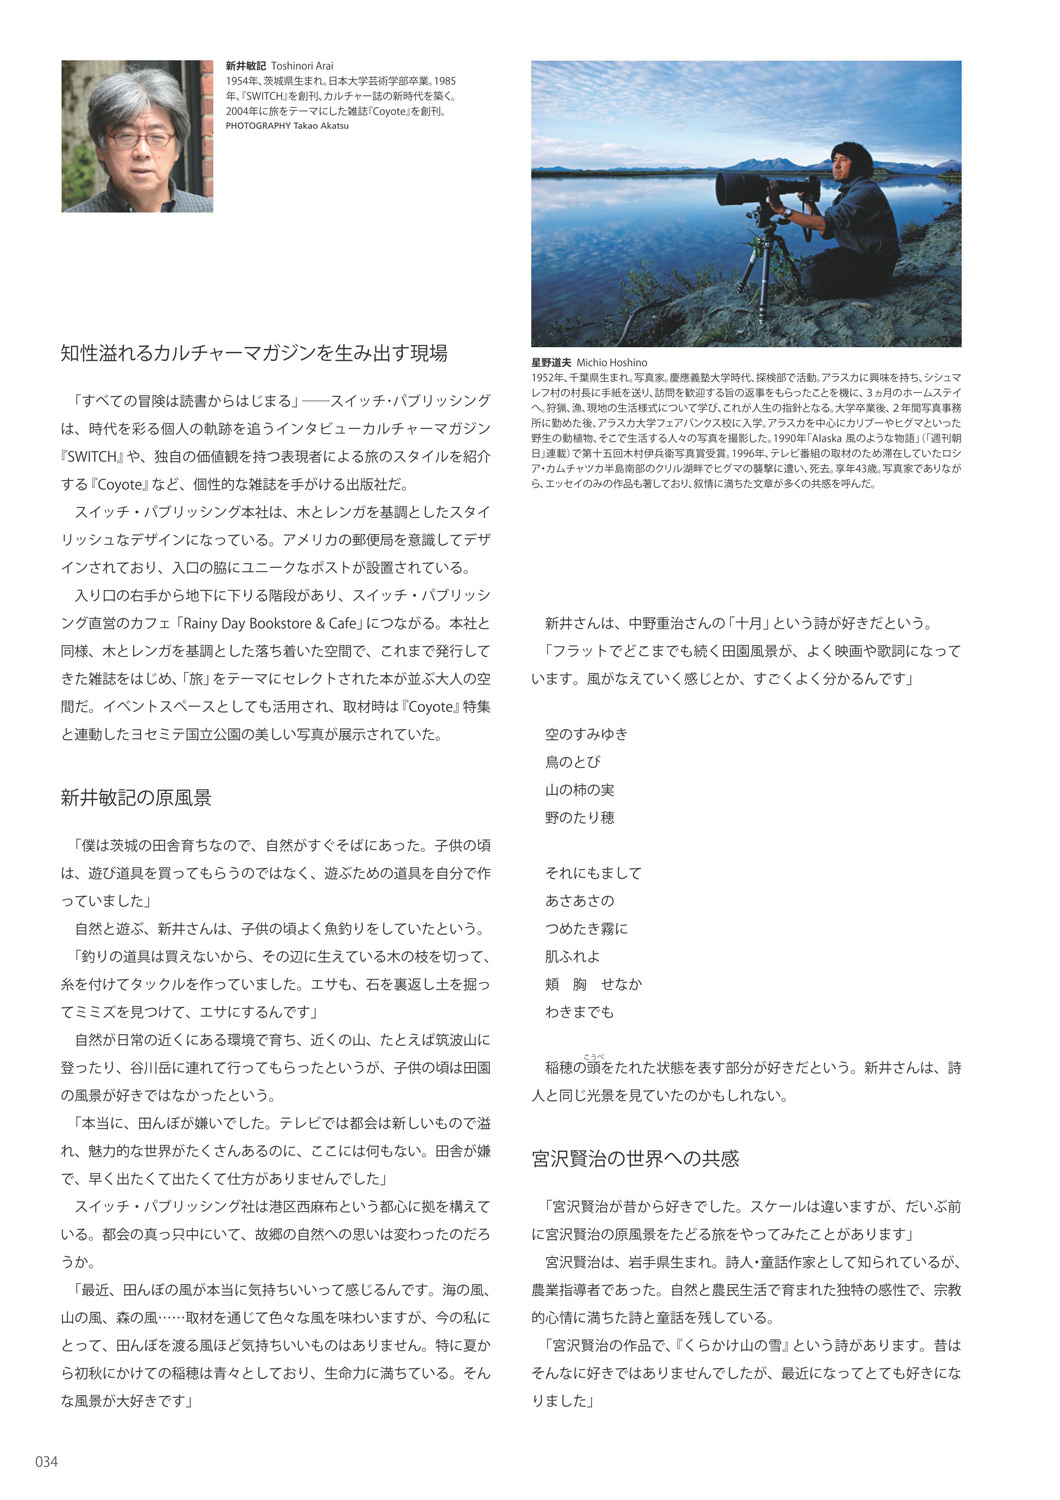 新井敏記 Toshinori Arai
1954年、茨城県生まれ。日本大学芸術学部卒業。1985
年、『SWITCH』を創刊、カルチャー誌の新時代を築く。
2004年に旅をテーマにした雑誌『Coyote』を創刊。
PHOTOGRAPHY Takao Akatsu
知性溢れるカルチャーマガジンを生み出す現場
「すべての冒険は読書からはじまる」──スイッチ・パブリッシング
は、時代を彩る個人の軌跡を追うインタビューカルチャーマガジン
『SWITCH』や、独自の価値観を持つ表現者による旅のスタイルを紹介
する『Coyote』など、個性的な雑誌を手がける出版社だ。
スイッチ・パブリッシング本社は、木とレンガを基調としたスタイ
リッシュなデザインになっている。アメリカの郵便局を意識してデザ
インされており、入口の脇にユニークなポストが設置されている。
入り口の右手から地下に下りる階段があり、スイッチ・パブリッシ
ング直営のカフェ「Rainy Day Bookstore & Cafe」につながる。本社と
同様、木とレンガを基調とした落ち着いた空間で、これまで発行して
きた雑誌をはじめ、「旅」をテーマにセレクトされた本が並ぶ大人の空
間だ。イベントスペースとしても活用され、取材時は『Coyote』特集
と連動したヨセミテ国立公園の美しい写真が展示されていた。
新井敏記の原風景
「僕は茨城の田舎育ちなので、自然がすぐそばにあった。子供の頃
は、遊び道具を買ってもらうのではなく、遊ぶための道具を自分で作
っていました」
自然と遊ぶ、新井さんは、子供の頃よく魚釣りをしていたという。
「釣りの道具は買えないから、その辺に生えている木の枝を切って、
糸を付けてタックルを作っていました。エサも、石を裏返し土を掘っ
てミミズを見つけて、エサにするんです」
自然が日常の近くにある環境で育ち、近くの山、たとえば筑波山に
登ったり、谷川岳に連れて行ってもらったというが、子供の頃は田園
の風景が好きではなかったという。
「本当に、田んぼが嫌いでした。テレビでは都会は新しいもので溢
れ、魅力的な世界がたくさんあるのに、ここには何もない。田舎が嫌
で、早く出たくて出たくて仕方がありませんでした」
スイッチ・パブリッシング社は港区西麻布という都心に拠を構えて
いる。都会の真っ只中にいて、故郷の自然への思いは変わったのだろ
うか。
「最近、田んぼの風が本当に気持ちいいって感じるんです。海の風、
山の風、森の風……取材を通じて色々な風を味わいますが、今の私に
とって、田んぼを渡る風ほど気持ちいいものはありません。特に夏か
ら初秋にかけての稲穂は青々としており、生命力に満ちている。そん
な風景が大好きです」
星野道夫 Michio Hoshino
1952年、千葉県生まれ。写真家。慶應義塾大学時代、探検部で活動。アラスカに興味を持ち、シシュマ
レフ村の村長に手紙を送り、訪問を歓迎する旨の返事をもらったことを機に、3ヵ月のホームステイ
へ。狩猟、漁、現地の生活様式について学び、これが人生の指針となる。大学卒業後、2年間写真事務
所に勤めた後、アラスカ大学フェアバンクス校に入学。アラスカを中心にカリブーやヒグマといった
野生の動植物、そこで生活する人々の写真を撮影した。1990年「Alaska 風のような物語」（『週刊朝
日』連載）で第十五回木村伊兵衛写真賞受賞。1996年、テレビ番組の取材のため滞在していたロシ
ア・カムチャツカ半島南部のクリル湖畔でヒグマの襲撃に遭い、死去。享年43歳。写真家でありなが
ら、エッセイのみの作品も著しており、叙情に満ちた文章が多くの共感を呼んだ。
新井さんは、中野重治さんの「十月」という詩が好きだという。
「フラットでどこまでも続く田園風景が、よく映画や歌詞になって
います。風がなえていく感じとか、すごくよく分かるんです」
空のすみゆき
鳥のとび
山の柿の実
野のたり穂
それにもまして
あさあさの
つめたき霧に
肌ふれよ
頬 胸 せなか
わきまでも
こうべ
稲穂の頭をたれた状態を表す部分が好きだという。新井さんは、詩
人と同じ光景を見ていたのかもしれない。
宮沢賢治の世界への共感
「宮沢賢治が昔から好きでした。スケールは違いますが、だいぶ前
に宮沢賢治の原風景をたどる旅をやってみたことがあります」
宮沢賢治は、岩手県生まれ。詩人・童話作家として知られているが、
農業指導者であった。自然と農民生活で育まれた独特の感性で、宗教
的心情に満ちた詩と童話を残している。
「宮沢賢治の作品で、『くらかけ山の雪』という詩があります。昔は
そんなに好きではありませんでしたが、最近になってとても好きにな
りました」
034